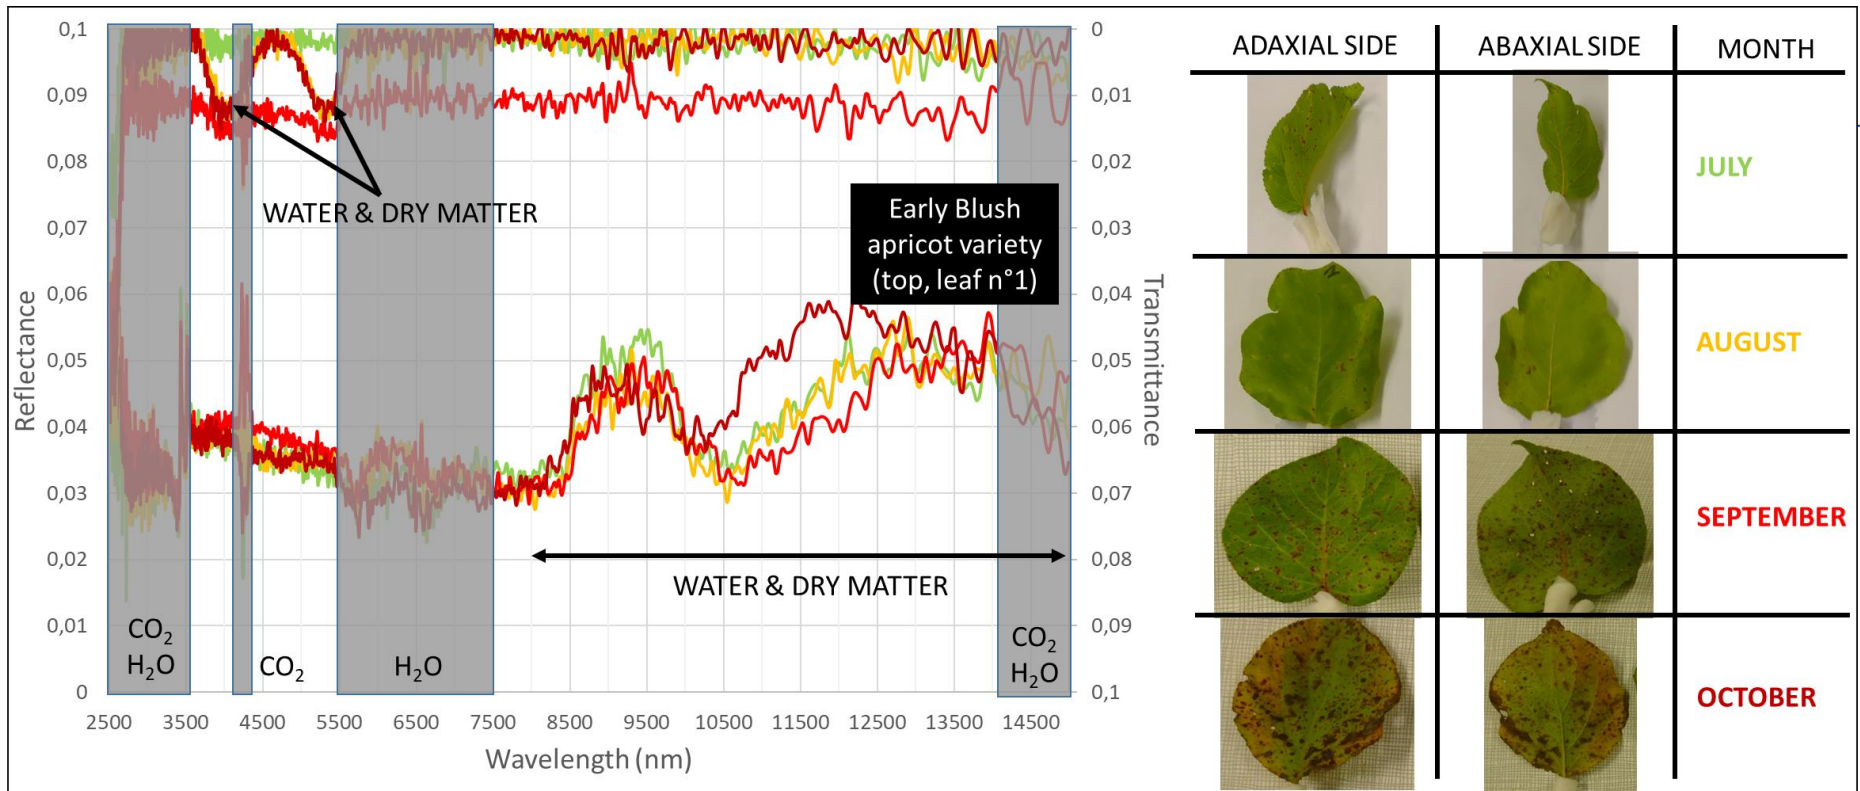 0,1
0,09
0,08
0,07
0,06
0,05
0,04
0,03
0,02
0,01
0
Reflectance
2500 3500 4500 5500 6500 7500 8500 9500 10500 11500 12500 13500 14500
Wavelength (nm)
0
0,01
0,02
0,03
0,04
0,05
0,06
0,07
0,08
0,09
0,1
Transmittance
WATER & DRY MATTER
Early Blush
apricot variety
(top, leaf n°1)
WATER & DRY MATTER
CO₂
H₂O
CO₂
H₂O
CO₂
H₂O
ADAXIAL SIDE ABAXIAL SIDE MONTH
JULY
AUGUST
SEPTEMBER
OCTOBER